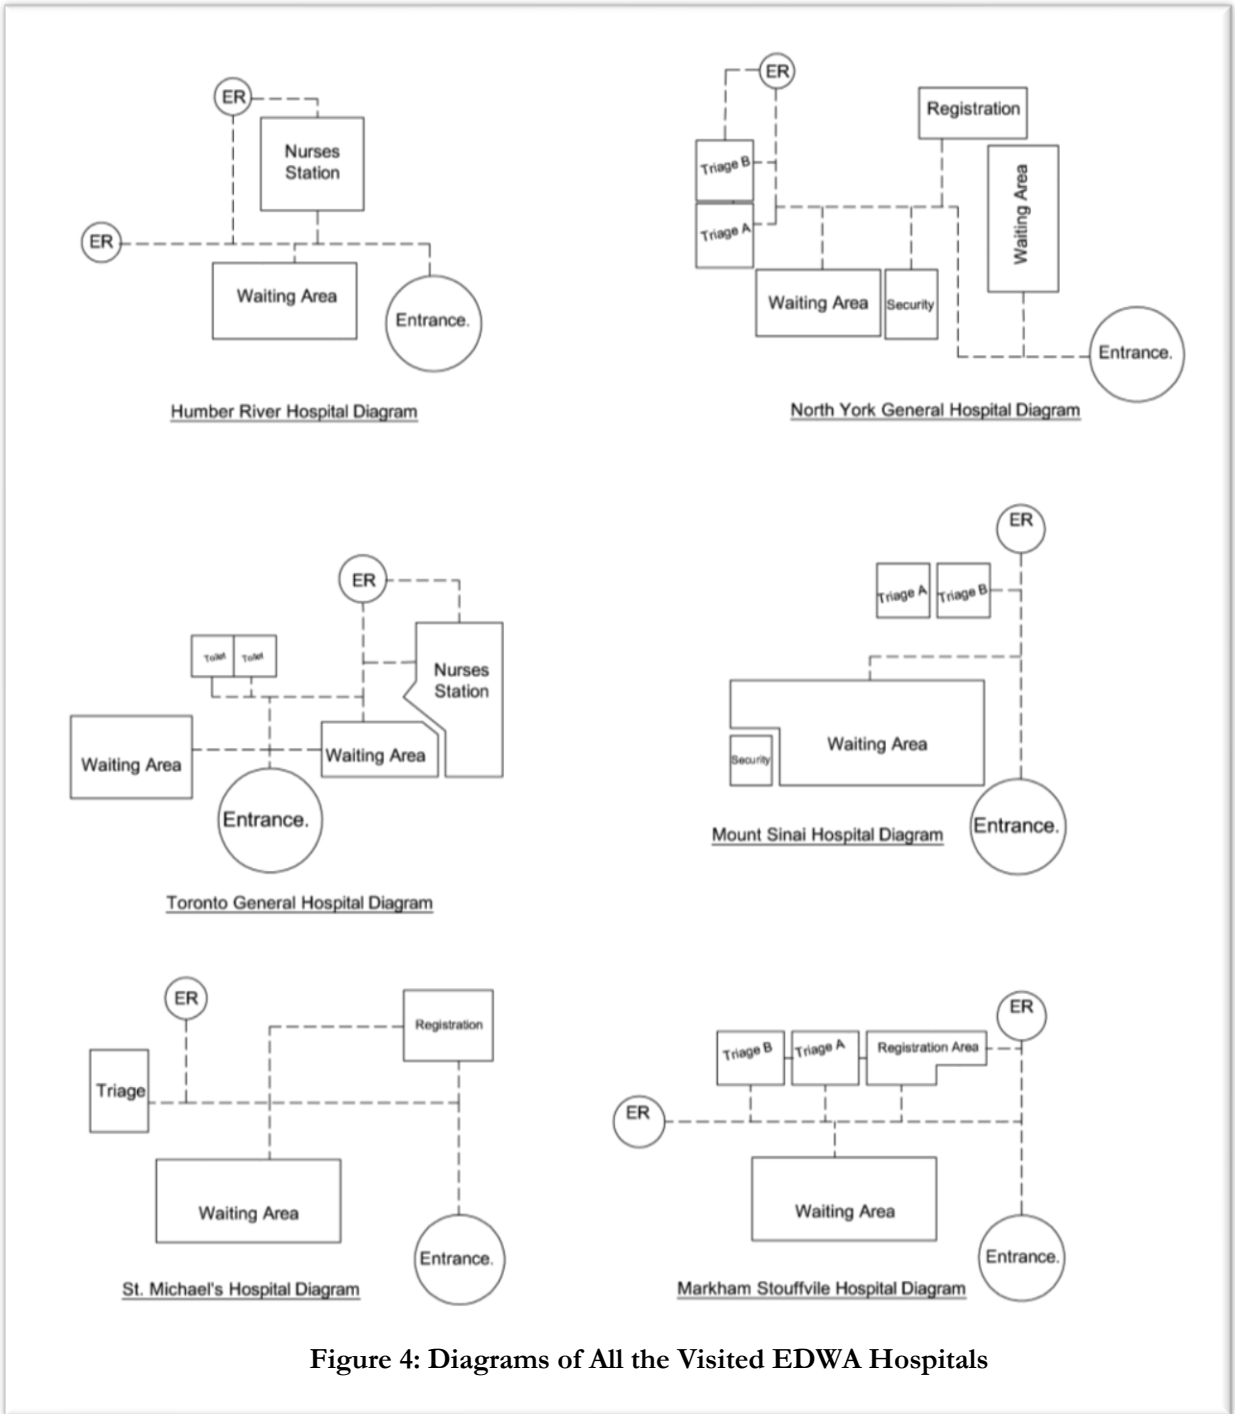 ER
Nurses
Station
ER
Waiting Area
Entrance.
Humber River Hospital Diagram
ER
Registration
Triage B
Waiting Area
Triage A
Waiting Area
Security
Entrance.
North York General Hospital Diagram
ER
Toilet
Toilet
Nurses
Station
Waiting Area
Waiting Area
Entrance.
Toronto General Hospital Diagram
ER
Triage A
Triage B
Waiting Area
Security
Entrance.
Mount Sinai Hospital Diagram
ER
Registration
Triage
Waiting Area
Entrance.
St. Michael's Hospital Diagram
ER
Triage B
Triage A
Registration Area
ER
Waiting Area
Entrance.
Markham Stouffvile Hospital Diagram
Figure 4: Diagrams of All the Visited EDWA Hospitals